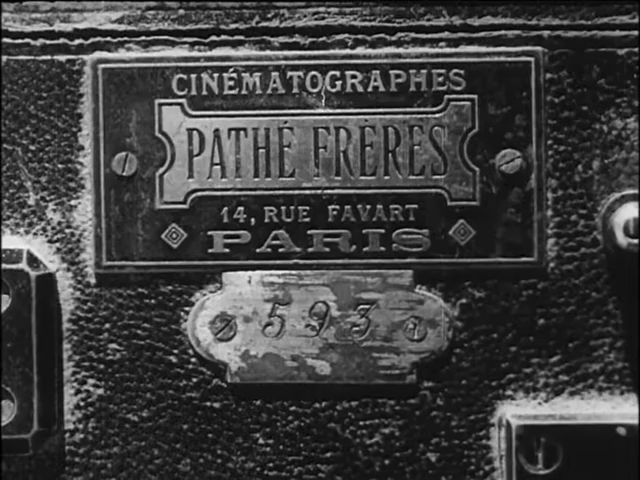 CINÉMATOGRAPHES
PATHÉ FRÈRES
14, RUE FAVART
PARIS
593